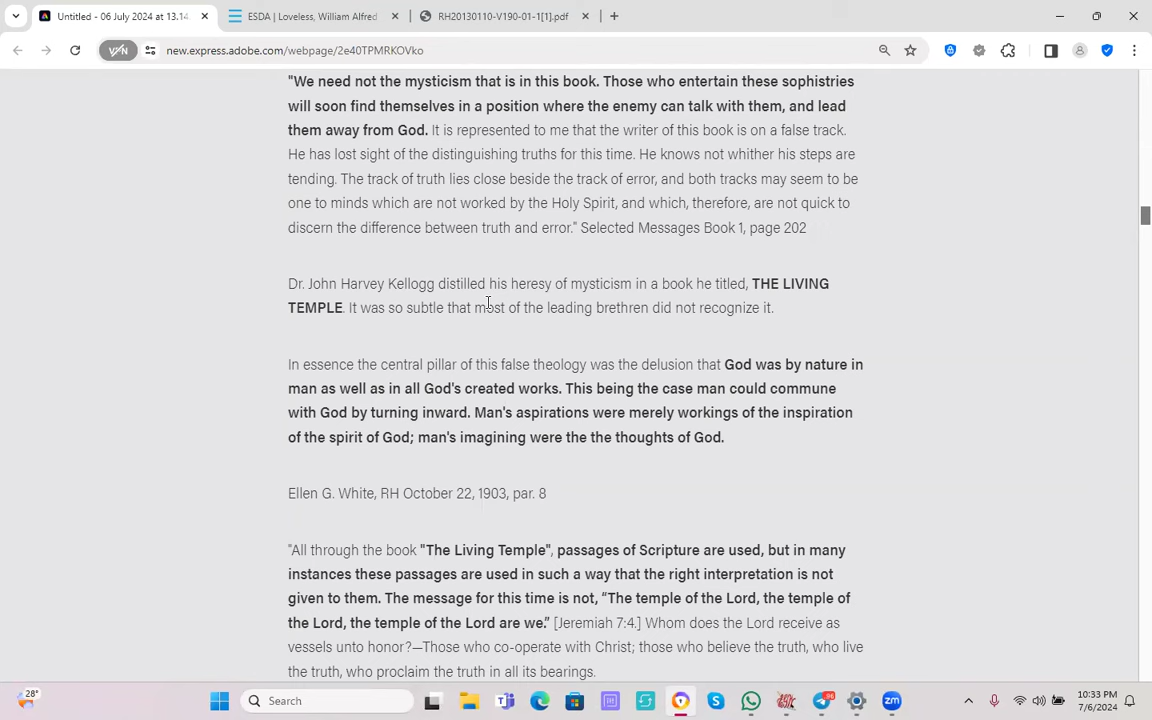 Untitled - 06 July 2024 at 13.14.
ESDA | Loveless, William Alfred
RH20130110-V190-01-1[1].pdf
VPN
new.express.adobe.com/webpage/2e40TPMRKOVko
"We need not the mysticism that is in this book. Those who entertain these sophistries
will soon find themselves in a position where the enemy can talk with them, and lead
them away from God. It is represented to me that the writer of this book is on a false track.
He has lost sight of the distinguishing truths for this time. He knows not whither his steps are
tending. The track of truth lies close beside the track of error, and both tracks may seem to be
one to minds which are not worked by the Holy Spirit, and which, therefore, are not quick to
discern the difference between truth and error." Selected Messages Book 1, page 202
Dr. John Harvey Kellogg distilled his heresy of mysticism in a book he titled, THE LIVING
TEMPLE. It was so subtle that most of the leading brethren did not recognize it.
In essence the central pillar of this false theology was the delusion that God was by nature in
man as well as in all God's created works. This being the case man could commune
with God by turning inward. Man's aspirations were merely workings of the inspiration
of the spirit of God; man's imagining were the the thoughts of God.
Ellen G. White, RH October 22, 1903, par. 8
"All through the book "The Living Temple", passages of Scripture are used, but in many
instances these passages are used in such a way that the right interpretation is not
given to them. The message for this time is not, “The temple of the Lord, the temple of
the Lord, the temple of the Lord are we.” [Jeremiah 7:4.] Whom does the Lord receive as
vessels unto honor?—Those who co-operate with Christ; those who believe the truth, who live
the truth, who proclaim the truth in all its bearings.
28°
Search
96
zm
10:33 PM
7/6/2024